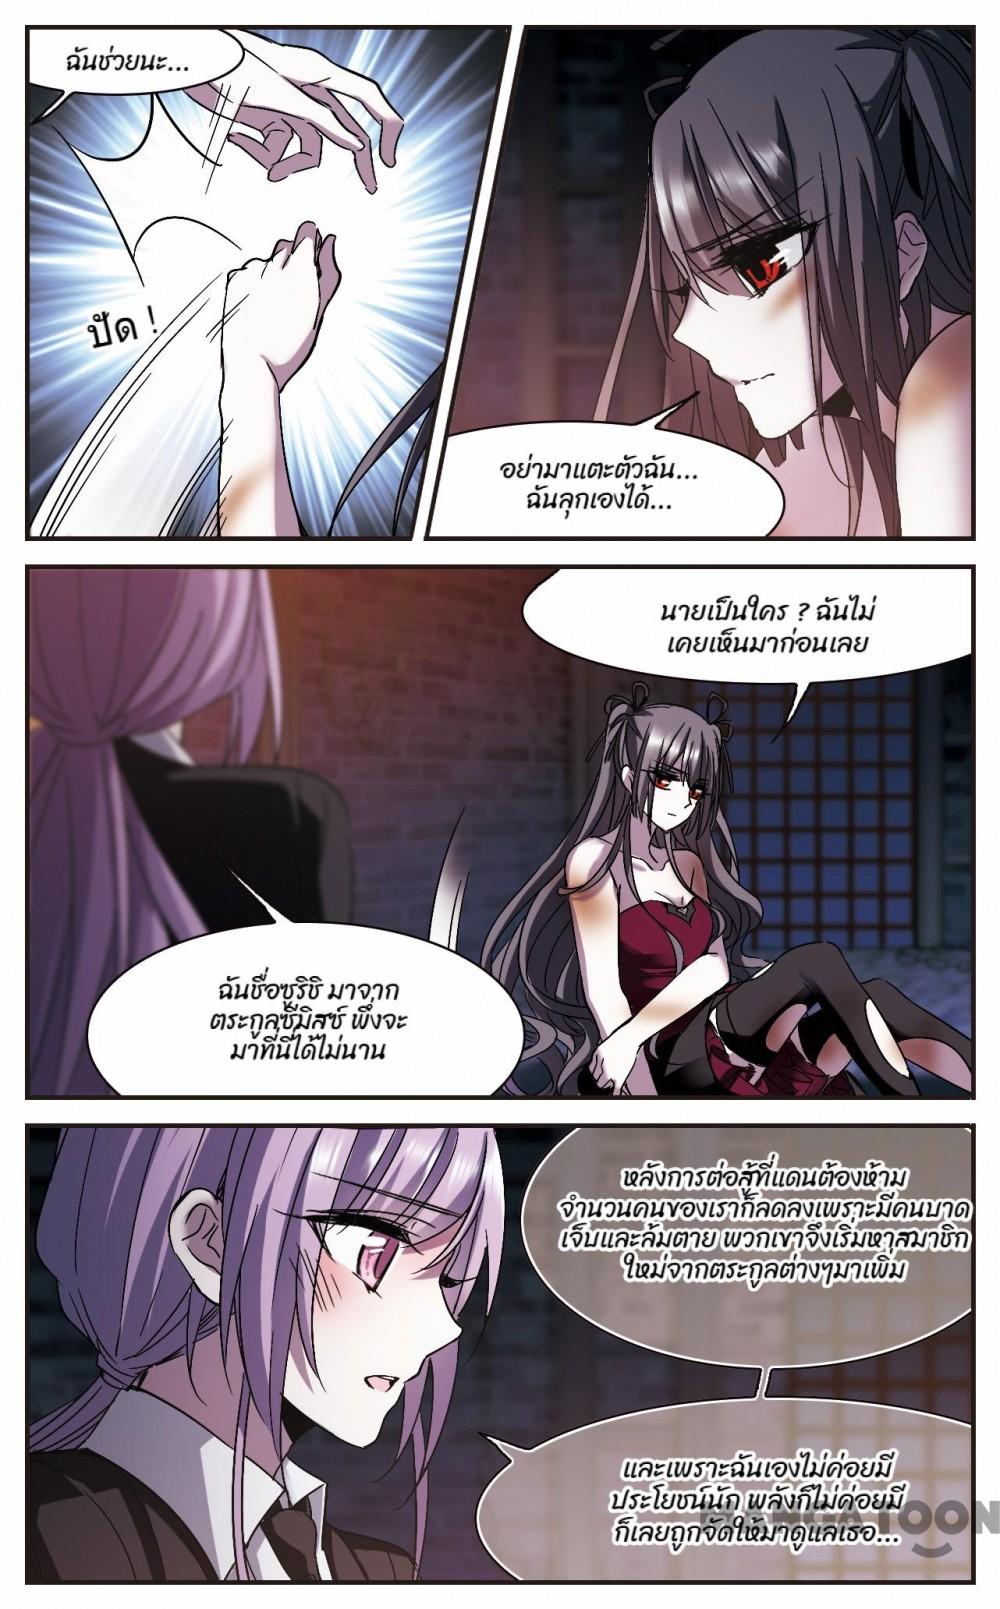 ฉันช่วยนะ...
ปัด !
อย่ามาแตะตัวฉัน...
ฉันลุกเองได้...
นายเป็นใคร ? ฉันไม่
เคยเห็นมาก่อนเลย
ฉันชื่อซูริชิ มาจาก
ตระกูลซีมิสซ์ พึ่งจะ
มาที่นี่ได้ไม่นาน
หลังการต่อสู้ที่แดนต้องห้าม
จำนวนคนของเราก็ลดลงเพราะมีคนบาด
เจ็บและล้มตาย พวกเขาจึงเริ่มหาสมาชิก
ใหม่จากตระกูลต่างๆมาเพิ่ม
และเพราะฉันเองไม่ค่อยมี
ประโยชน์นัก พลังก็ไม่ค่อยมี
ก็เลยถูกจัดให้มาดูแลเธอ...
MANGATOON